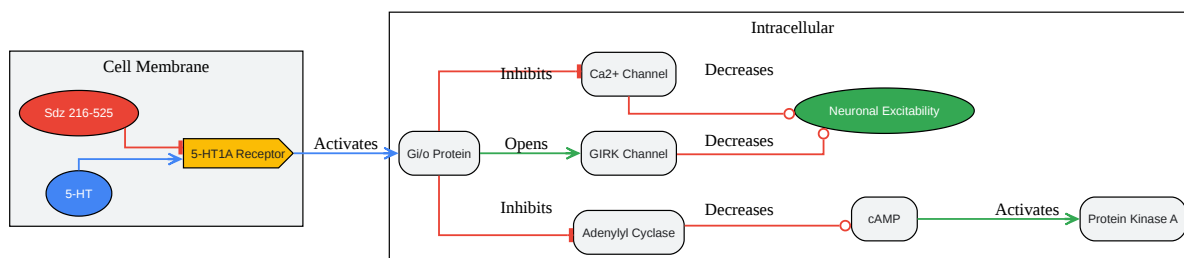 Intracellular
Cell Membrane
Sdz 216-525
5-HT1A Receptor
5-HT
Activates
Gi/o Protein
Inhibits
Ca2+ Channel
Decreases
Neuronal Excitability
Opens
GIRK Channel
Decreases
Inhibits
Adenylyl Cyclase
Decreases
cAMP
Activates
Protein Kinase A